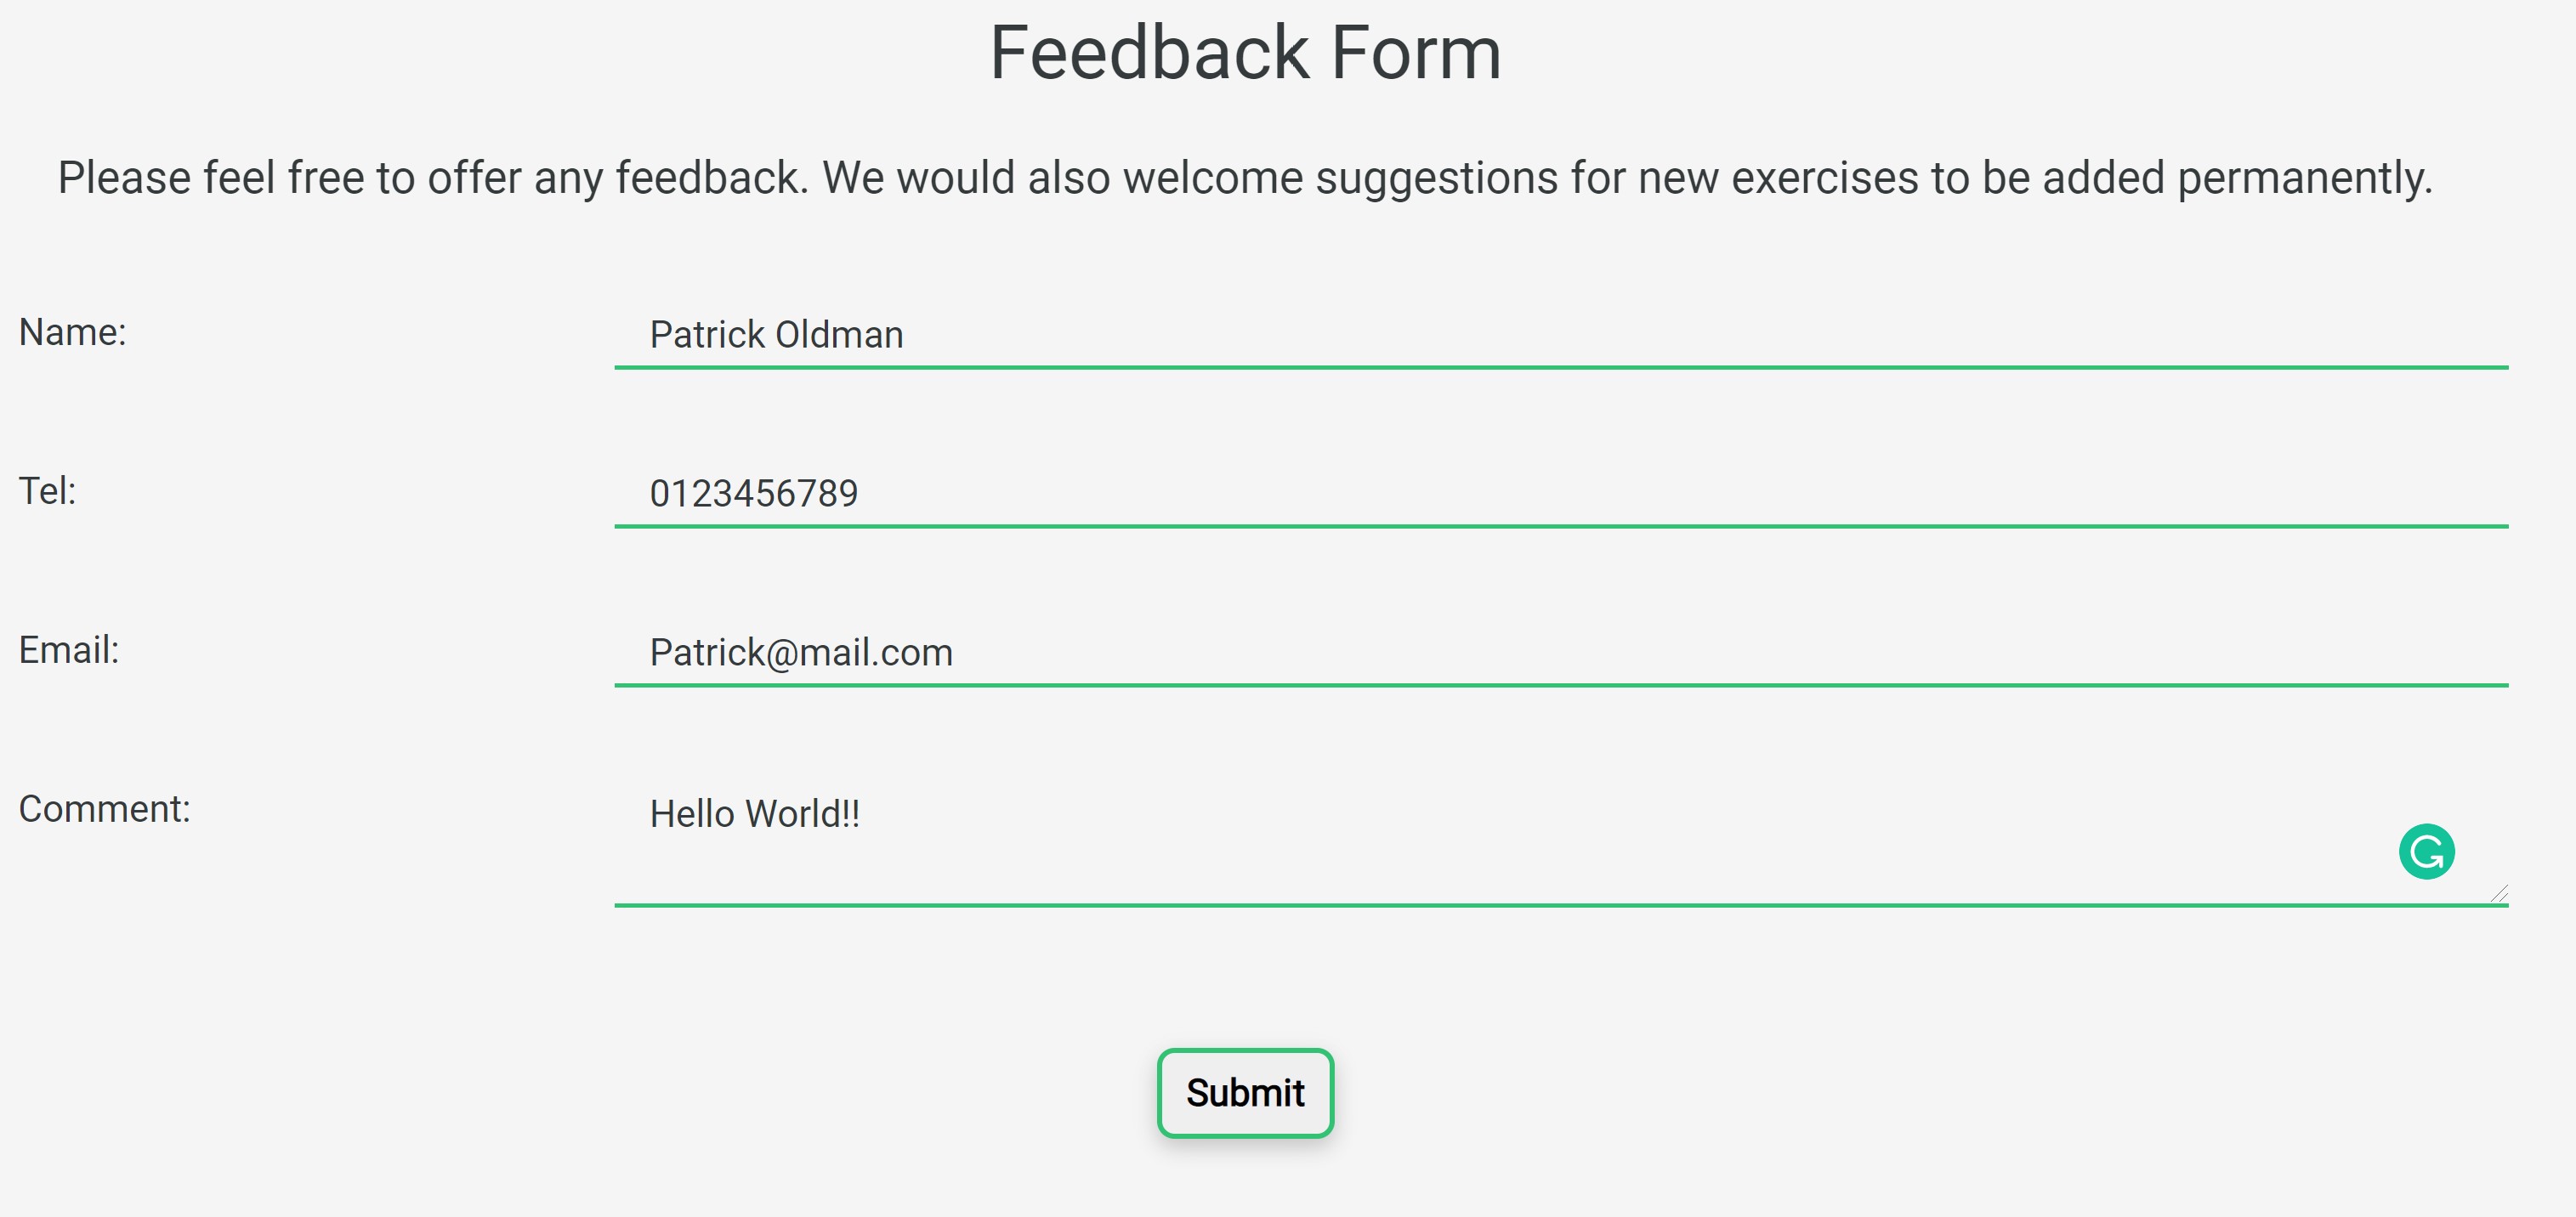 Feedback Form
Please feel free to offer any feedback. We would also welcome suggestions for new exercises to be added permanently.
Name: Patrick Oldman
Tel: 0123456789
Email: Patrick@mail.com
Comment: Hello World!!
Submit